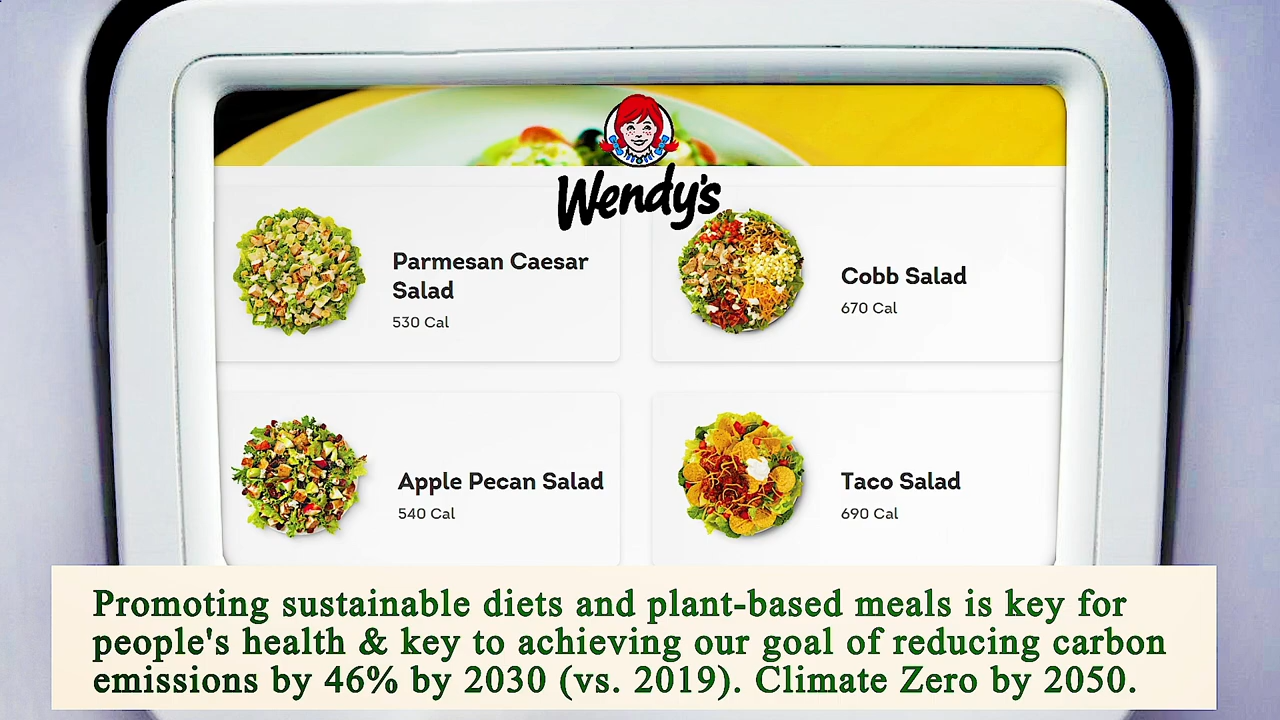 Wendy's
Parmesan Caesar
Salad
530 Cal
Cobb Salad
670 Cal
Apple Pecan Salad
540 Cal
Taco Salad
690 Cal
Promoting sustainable diets and plant-based meals is key for
people's health & key to achieving our goal of reducing carbon
emissions by 46% by 2030 (vs. 2019). Climate Zero by 2050.